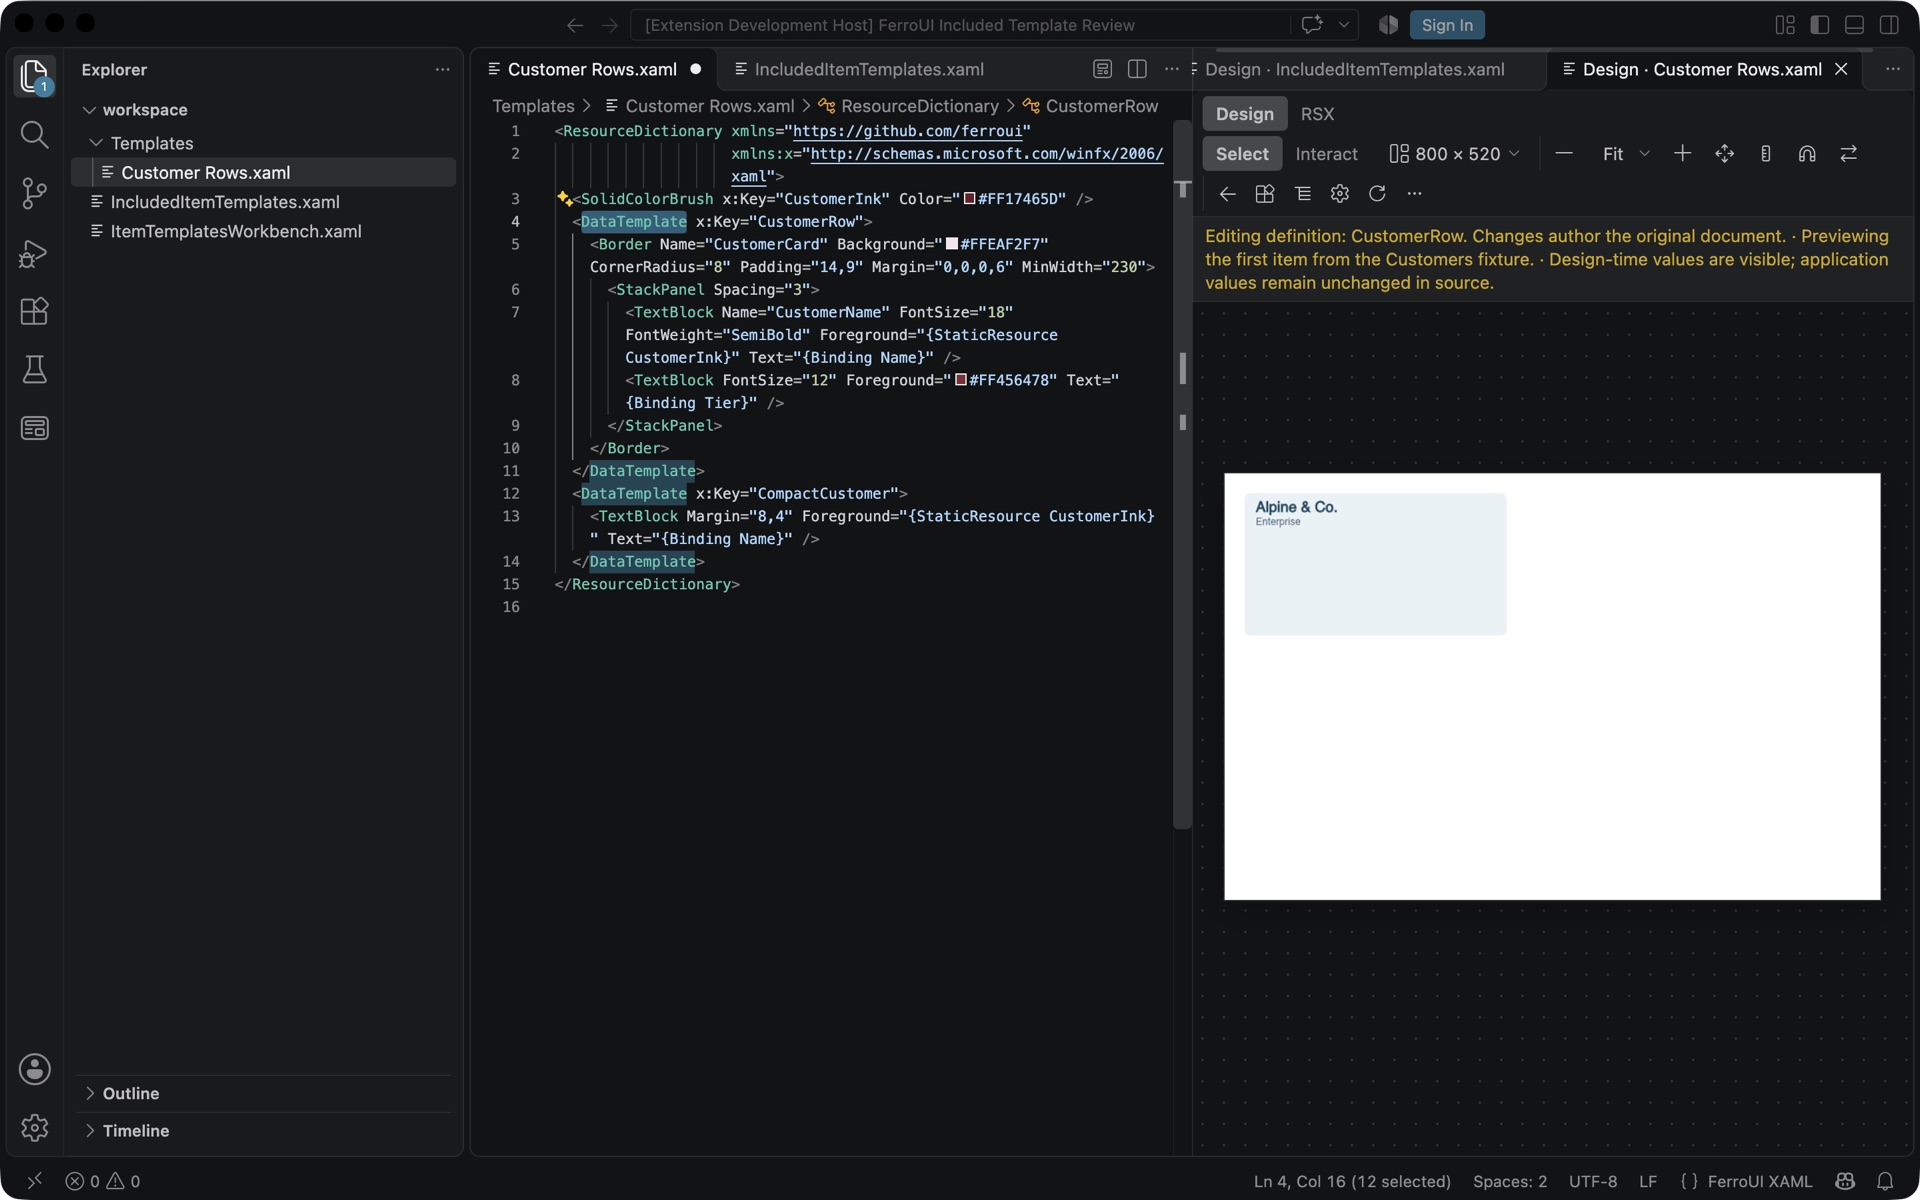 [Extension Development Host] FerroUI Included Template Review
Sign In
Explorer
1
workspace
Templates
Customer Rows.xaml
IncludedItemTemplates.xaml
ItemTemplatesWorkbench.xaml
Outline
Timeline
Customer Rows.xaml
IncludedItemTemplates.xaml
Templates > Customer Rows.xaml > ResourceDictionary > CustomerRow
1 <ResourceDictionary xmlns="https://github.com/ferroui"
2 xmlns:x="http://schemas.microsoft.com/winfx/2006/
xaml">
3 <SolidColorBrush x:Key="CustomerInk" Color="#FF17465D" />
4 <DataTemplate x:Key="CustomerRow">
5 <Border Name="CustomerCard" Background="#FFEAF2F7"
CornerRadius="8" Padding="14,9" Margin="0,0,0,6" MinWidth="230">
6 <StackPanel Spacing="3">
7 <TextBlock Name="CustomerName" FontSize="18"
FontWeight="SemiBold" Foreground="{StaticResource
CustomerInk}" Text="{Binding Name}" />
8 <TextBlock FontSize="12" Foreground="#FF456478" Text="
{Binding Tier}" />
9 </StackPanel>
10 </Border>
11 </DataTemplate>
12 <DataTemplate x:Key="CompactCustomer">
13 <TextBlock Margin="8,4" Foreground="{StaticResource CustomerInk}
" Text="{Binding Name}" />
14 </DataTemplate>
15 </ResourceDictionary>
16
Design · IncludedItemTemplates.xaml
Design · Customer Rows.xaml
Design RSX
Select Interact 800 × 520 Fit
Editing definition: CustomerRow. Changes author the original document. · Previewing
the first item from the Customers fixture. · Design-time values are visible; application
values remain unchanged in source.
Alpine & Co.
Enterprise
0 0
Ln 4, Col 16 (12 selected) Spaces: 2 UTF-8 LF { } FerroUI XAML